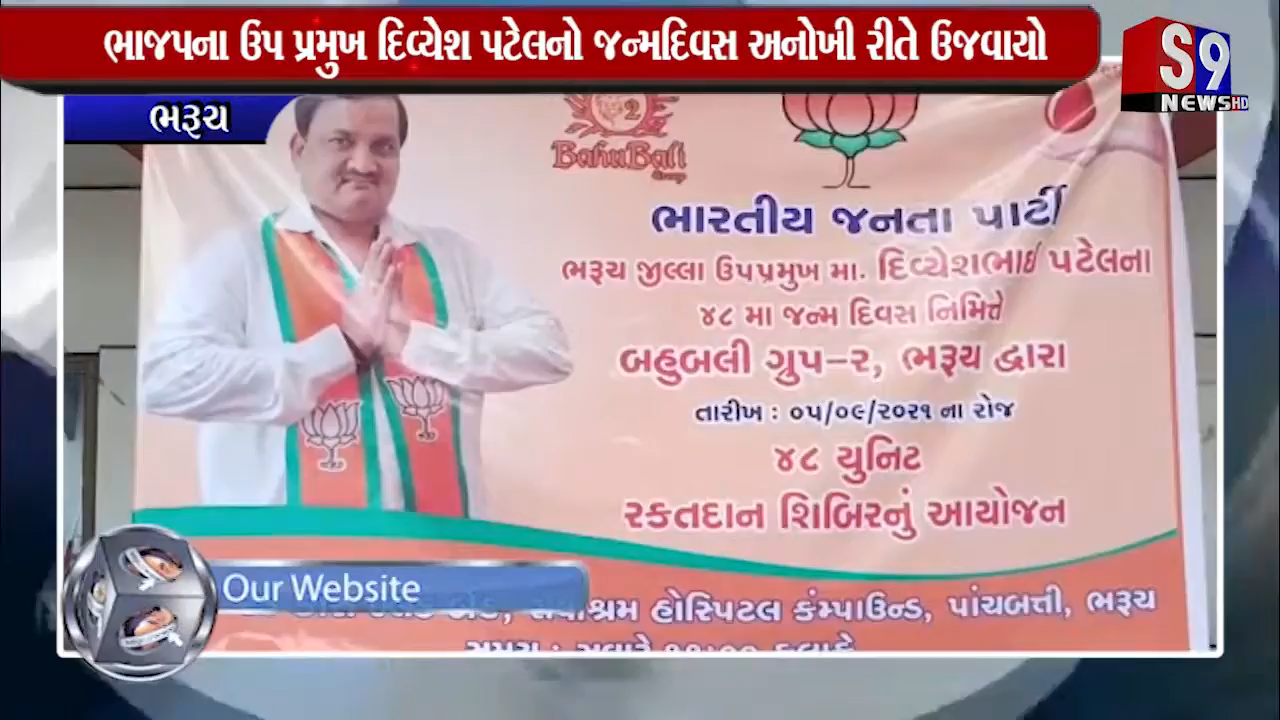 ભાજપના ઉપ પ્રમુખ દિવ્યેશ પટેલનો જન્મદિવસ અનોખી રીતે ઉજવાયો
S9
NEWS HD
ભરૂચ
2
BahuBali
Group
ભારતીય જનતા પાર્ટી
ભરૂચ જીલ્લા ઉપપ્રમુખ મા. દિવ્યેશભાઇ પટેલના
૪૮ મા જન્મ દિવસ નિમિત્તે
બહુબલી ગ્રુપ-૨, ભરૂચ દ્વારા
તારીખ : ૦૫/૦૯/૨૦૨૧ ના રોજ
૪૮ યુનિટ
રકતદાન શિબિરનું આયોજન
Our Website
હોસ્પિટલ કંમ્પાઉન્ડ, પાંચબત્તી, ભરૂચ